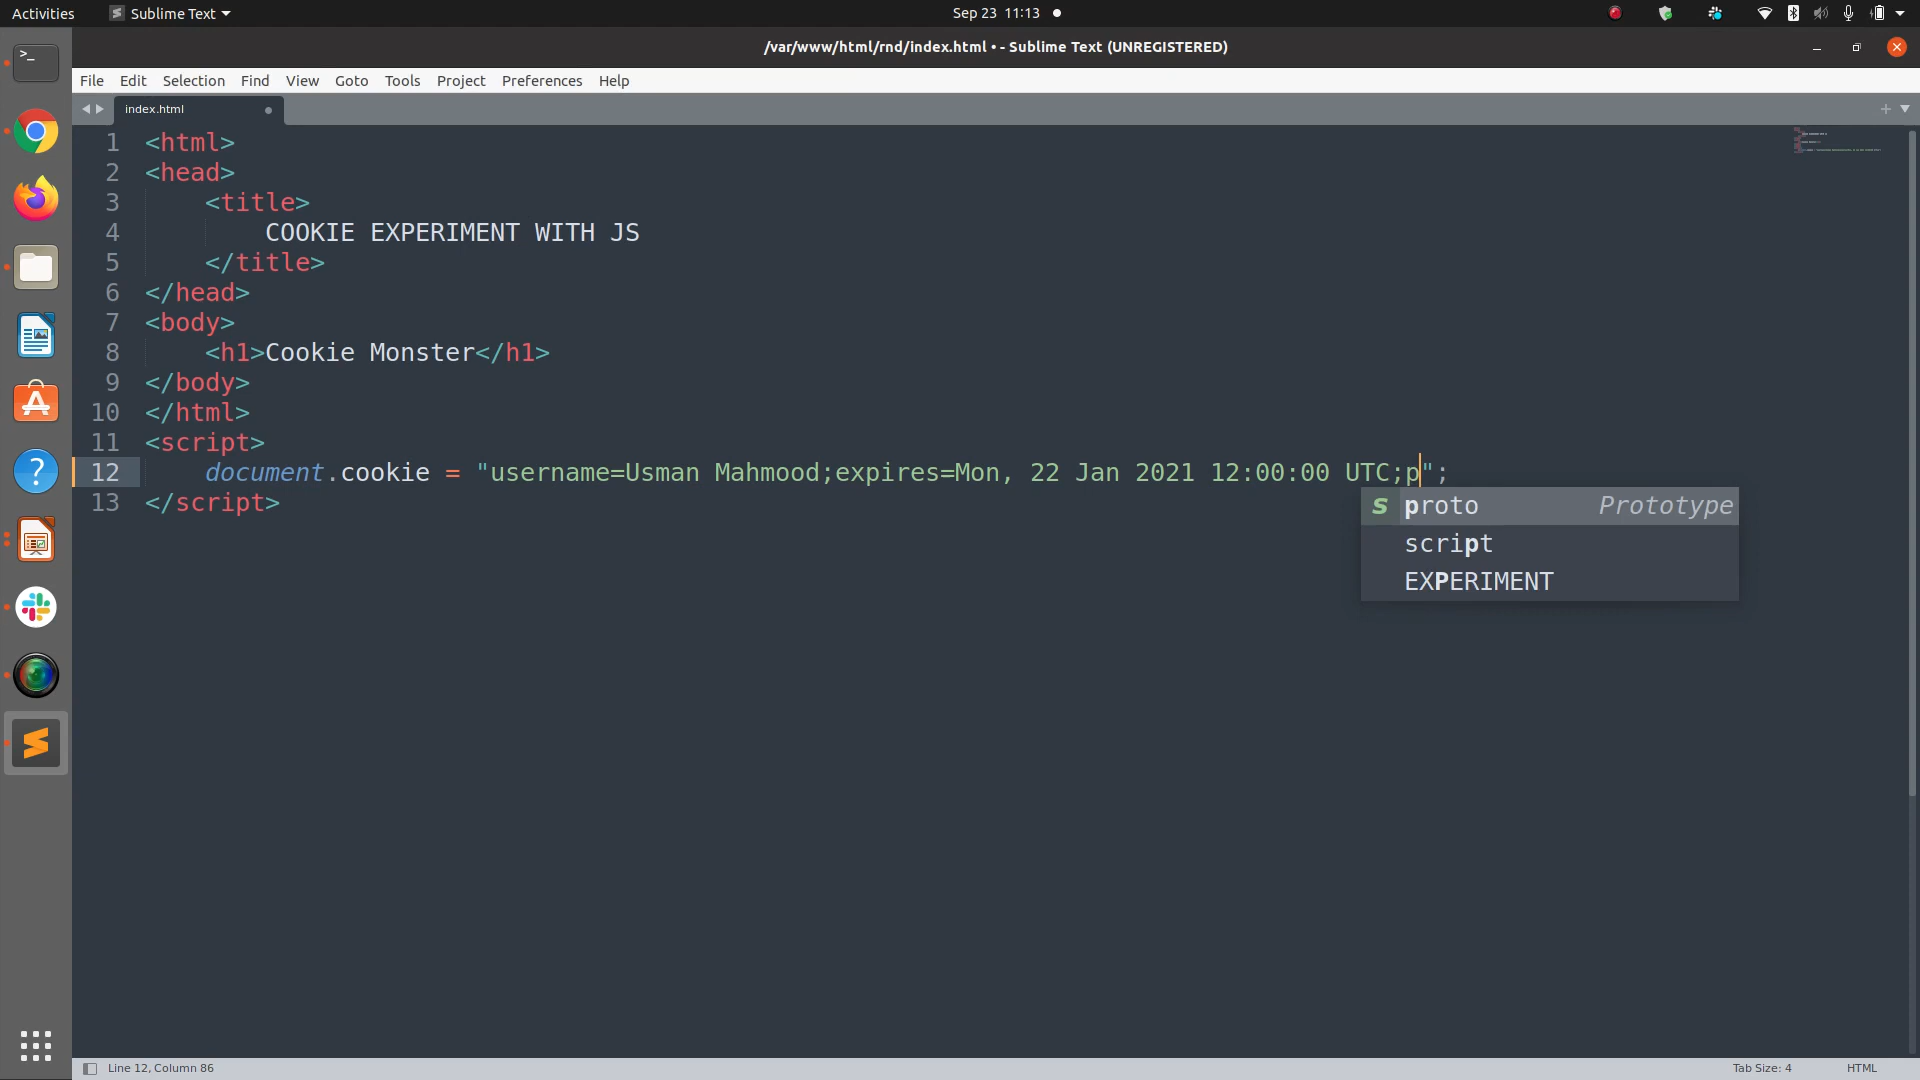 Activities
Sublime Text
Sep 23 11:13
/var/www/html/rnd/index.html • - Sublime Text (UNREGISTERED)
File Edit Selection Find View Goto Tools Project Preferences Help
index.html
1 <html>
2 <head>
3 <title>
4 COOKIE EXPERIMENT WITH JS
5 </title>
6 </head>
7 <body>
8 <h1>Cookie Monster</h1>
9 </body>
10 </html>
11 <script>
12 document.cookie = "username=Usman Mahmood;expires=Mon, 22 Jan 2021 12:00:00 UTC;p";
13 </script>
s proto Prototype
script
EXPERIMENT
Line 12, Column 86
Tab Size: 4
HTML